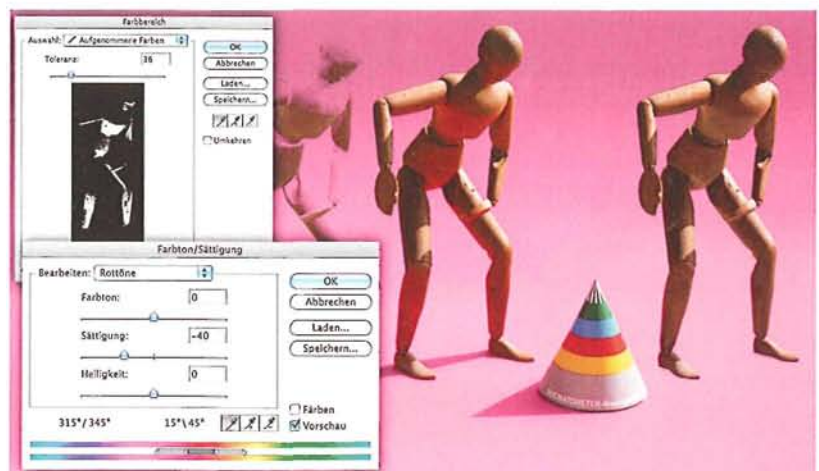 Farbbereich
Auswahl: Aufgenommene Farben
OK
Abbrechen
Toleranz: 36
Laden...
Speichern...
Umkehren
Farbton/Sättigung
Bearbeiten: Rottöne
OK
Farbton: 0
Abbrechen
Laden...
Sättigung: -40
Speichern...
Helligkeit: 0
Färben
315°/345° 15°\45° Vorschau